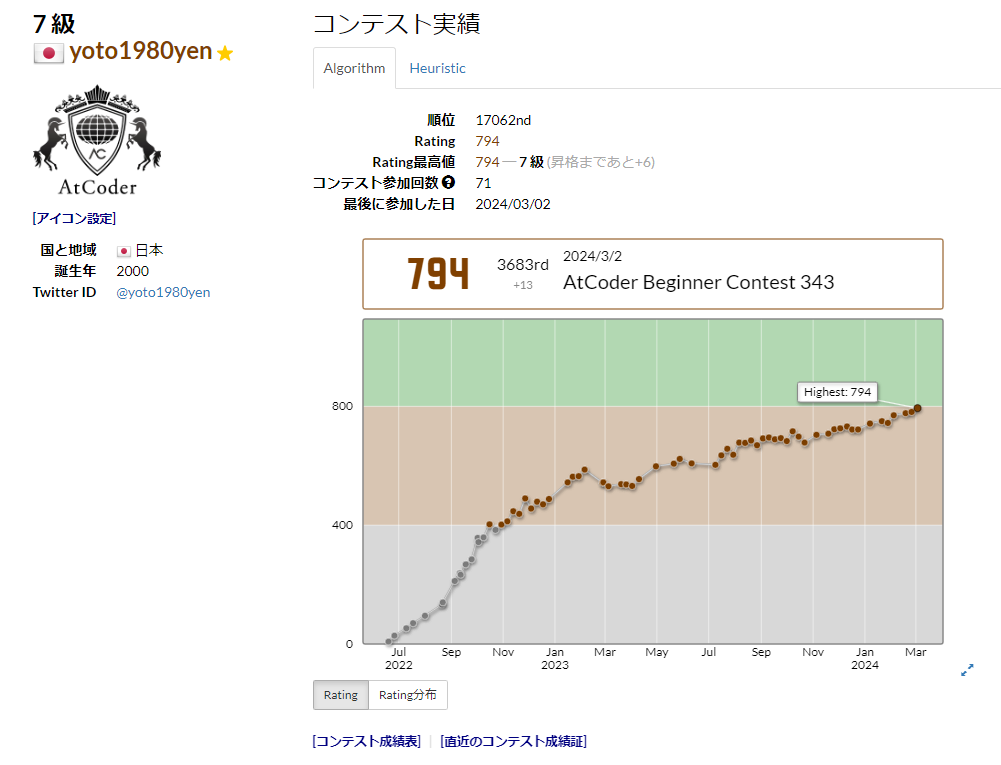 7 級
yoto1980yen
AC
AtCoder
[アイコン設定]
国と地域 日本
誕生年 2000
Twitter ID @yoto1980yen
コンテスト実績
Algorithm Heuristic
順位 17062nd
Rating 794
Rating最高値 794 ― 7 級 (昇格まであと+6)
コンテスト参加回数 71
最後に参加した日 2024/03/02
794 3683rd +13
2024/3/2
AtCoder Beginner Contest 343
Highest: 794
800
400
0
Jul Sep Nov Jan Mar May Jul Sep Nov Jan Mar
2022 2023 2024
Rating Rating分布
[コンテスト成績表] | [直近のコンテスト成績証]